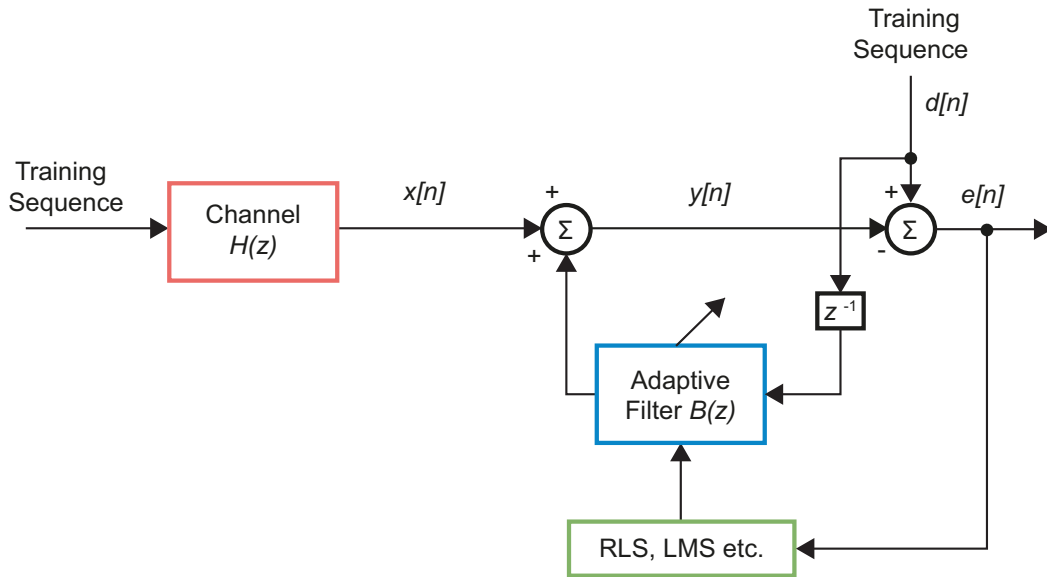 Training
Sequence
d[n]
Training
Sequence
Channel
H(z)
x[n]
+
Σ
+
y[n]
+
Σ
-
e[n]
z -1
Adaptive
Filter B(z)
RLS, LMS etc.